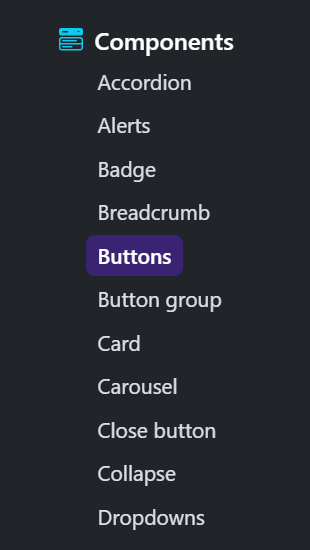 Components
Accordion
Alerts
Badge
Breadcrumb
Buttons
Button group
Card
Carousel
Close button
Collapse
Dropdowns